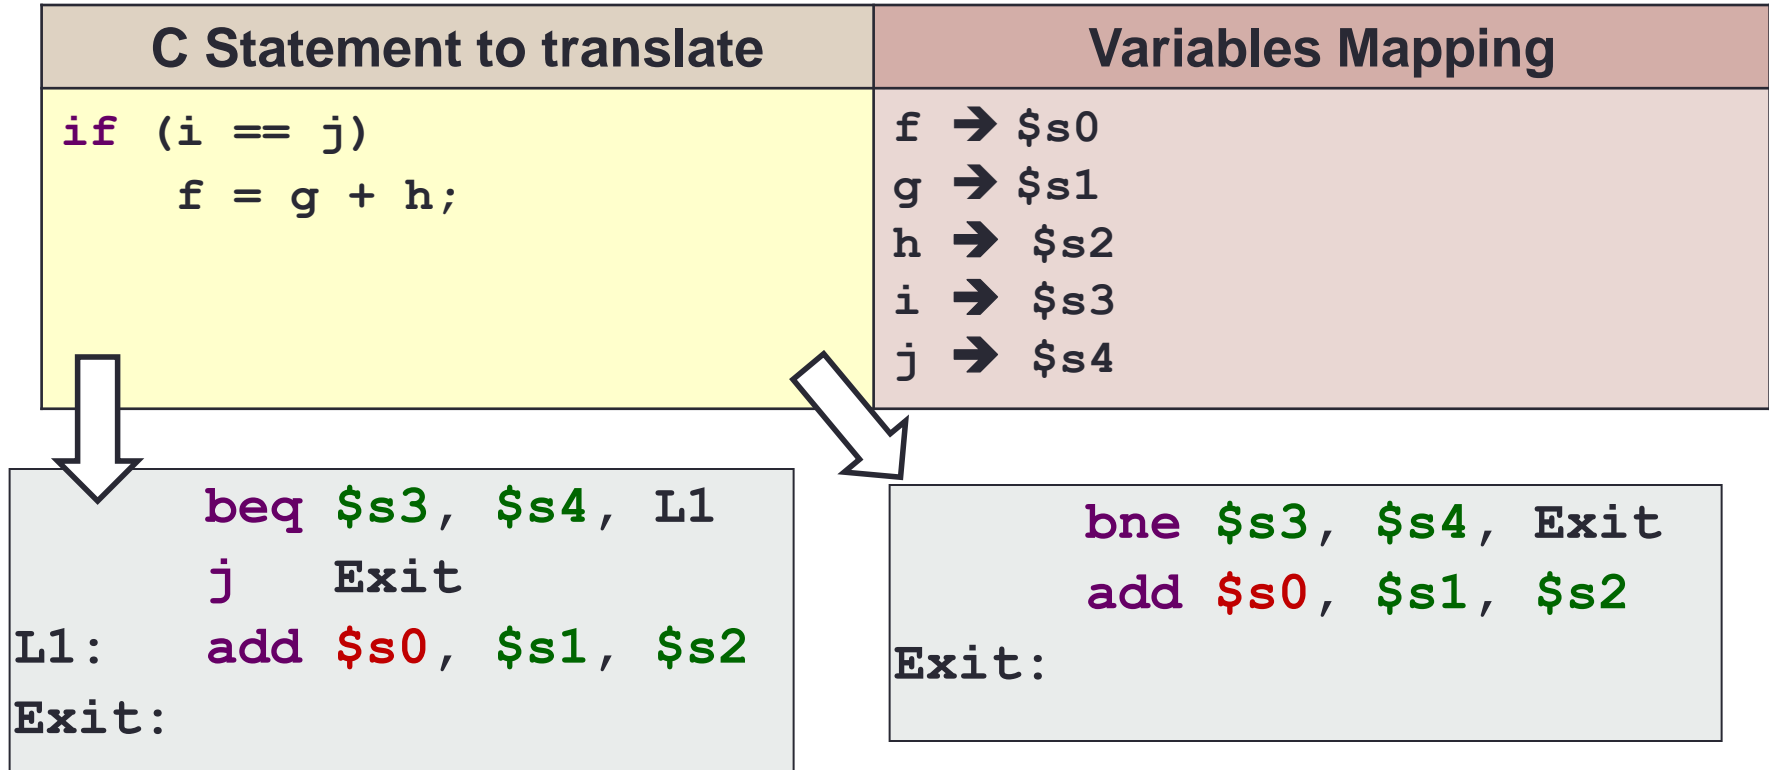 C Statement to translate
Variables Mapping
if (i == j)
f = g + h;
f ➔ $s0
g ➔ $s1
h ➔ $s2
i ➔ $s3
j ➔ $s4
beq $s3, $s4, L1
j Exit
L1: add $s0, $s1, $s2
Exit:
bne $s3, $s4, Exit
add $s0, $s1, $s2
Exit: